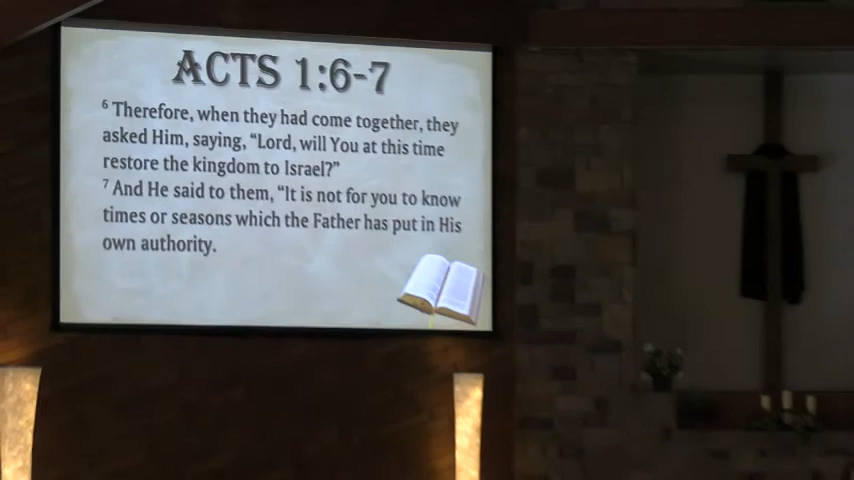 ACTS 1:6-7
6 Therefore, when they had come together, they
asked Him, saying, “Lord, will You at this time
restore the kingdom to Israel?”
7 And He said to them, “It is not for you to know
times or seasons which the Father has put in His
own authority.